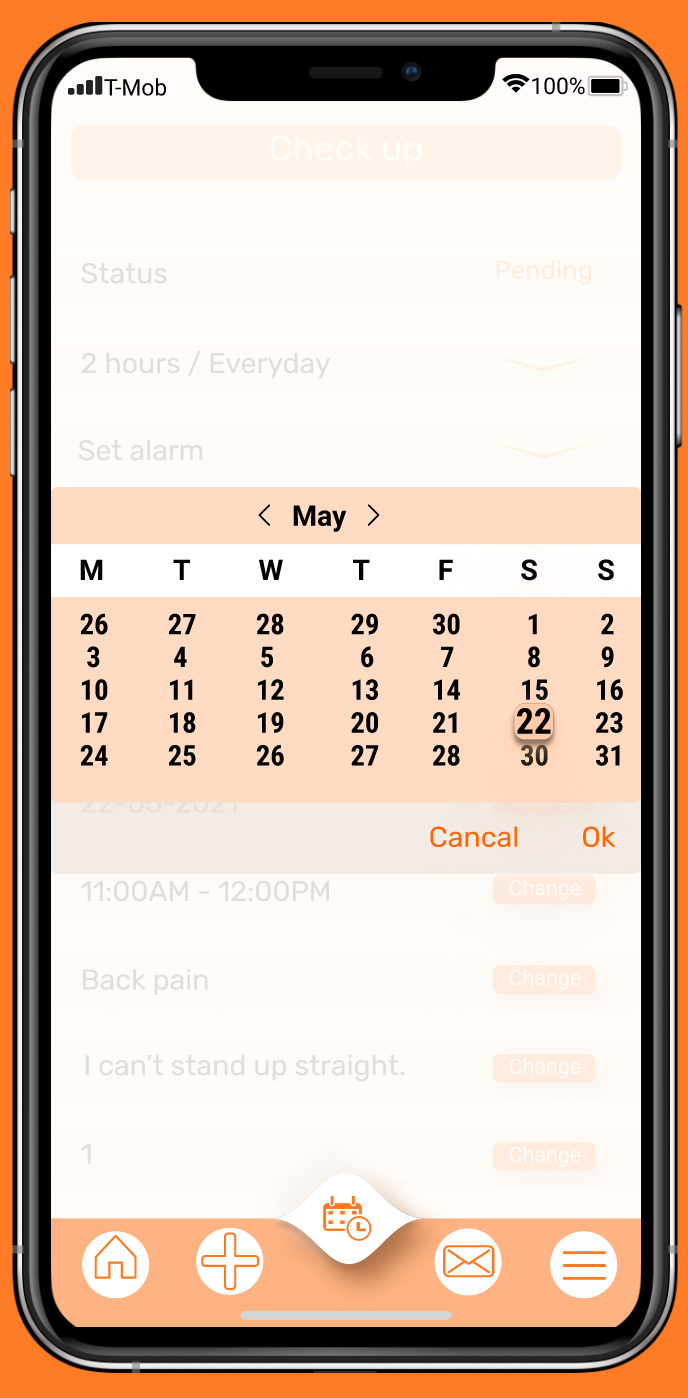 T-Mob 100%
Check up
Status Pending
2 hours / Everyday
Set alarm
< May >
M T W T F S S
26 27 28 29 30 1 2
3 4 5 6 7 8 9
10 11 12 13 14 15 16
17 18 19 20 21 22 23
24 25 26 27 28 30 31
22-05-2021
Cancal Ok
11:00AM - 12:00PM Change
Back pain Change
I can't stand up straight. Change
1 Change